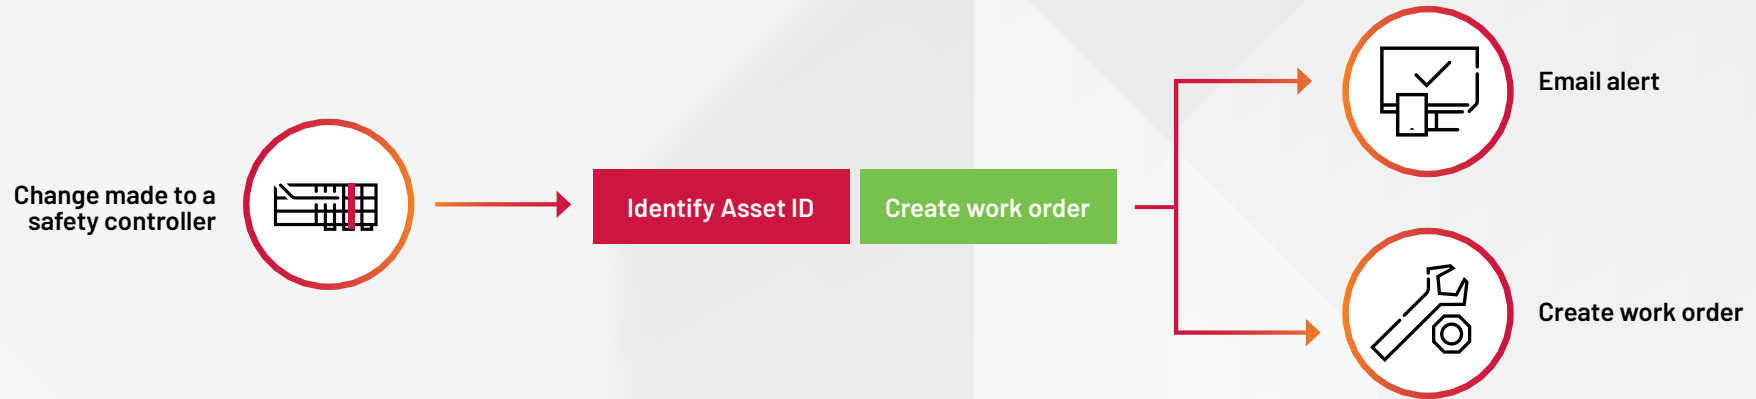 Change made to a
safety controller
Identify Asset ID
Create work order
Email alert
Create work order